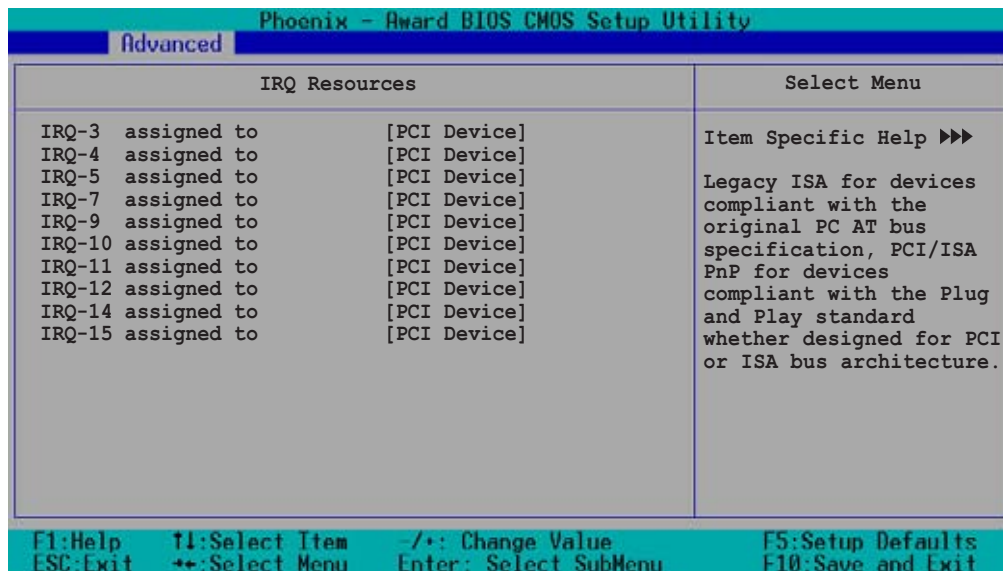 Phoenix - Award BIOS CMOS Setup Utility
Advanced
IRQ Resources
Select Menu
IRQ-3 assigned to [PCI Device]
IRQ-4 assigned to [PCI Device]
IRQ-5 assigned to [PCI Device]
IRQ-7 assigned to [PCI Device]
IRQ-9 assigned to [PCI Device]
IRQ-10 assigned to [PCI Device]
IRQ-11 assigned to [PCI Device]
IRQ-12 assigned to [PCI Device]
IRQ-14 assigned to [PCI Device]
IRQ-15 assigned to [PCI Device]
Item Specific Help ▶▶▶
Legacy ISA for devices
compliant with the
original PC AT bus
specification, PCI/ISA
PnP for devices
compliant with the Plug
and Play standard
whether designed for PCI
or ISA bus architecture.
F1:Help ↑↓:Select Item -/+: Change Value F5:Setup Defaults
ESC:Exit →←:Select Menu Enter: Select SubMenu F10:Save and Exit